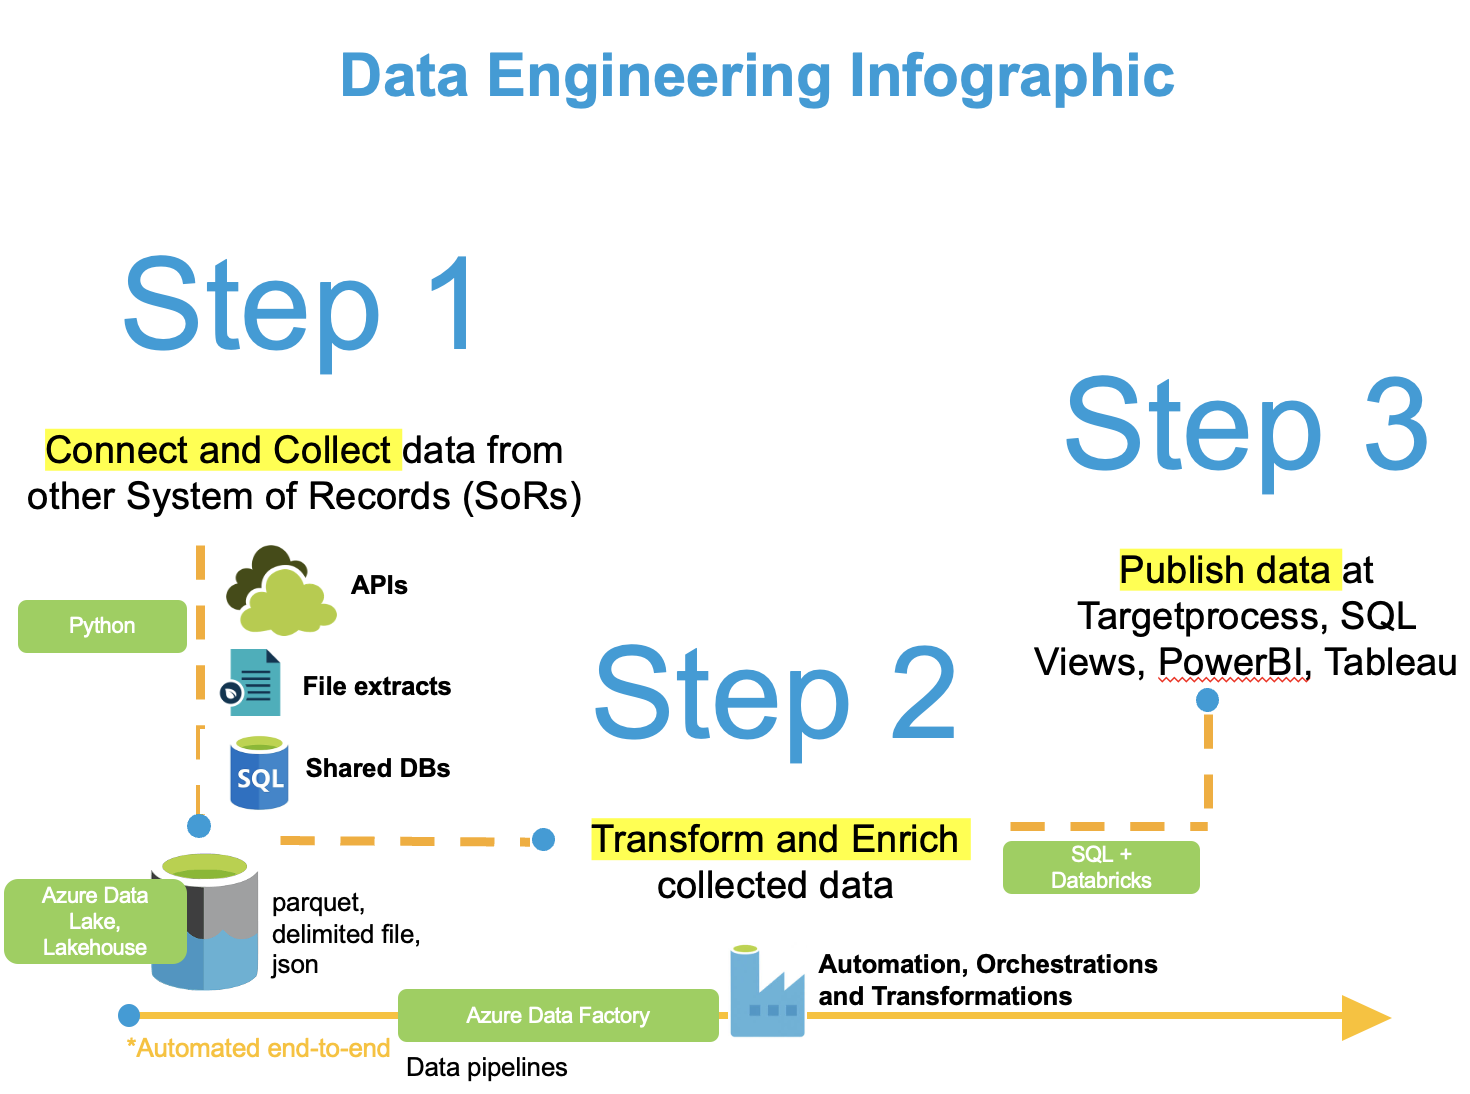 Data Engineering Infographic
Step 1
Connect and Collect data from
other System of Records (SoRs)
Python
APIs
File extracts
SQL
Shared DBs
Azure Data
Lake,
Lakehouse
parquet,
delimited file,
json
Step 2
Transform and Enrich
collected data
Step 3
Publish data at
Targetprocess, SQL
Views, PowerBI, Tableau
SQL +
Databricks
Automation, Orchestrations
and Transformations
Azure Data Factory
*Automated end-to-end
Data pipelines